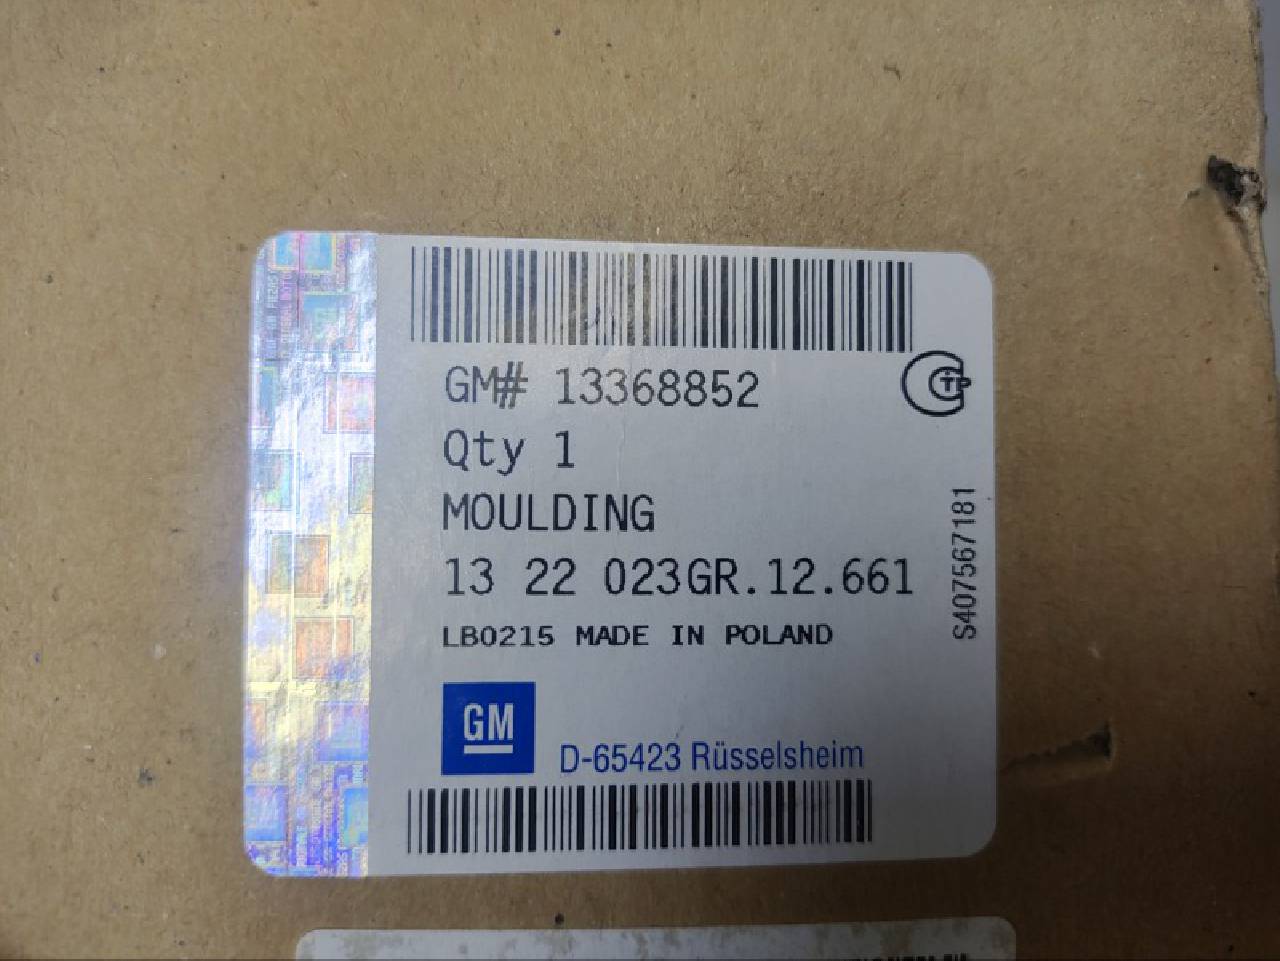 GM# 13368852
Qty 1
MOULDING
13 22 023GR.12.661
LB0215 MADE IN POLAND
S407567181
GM
D-65423 Rüsselsheim